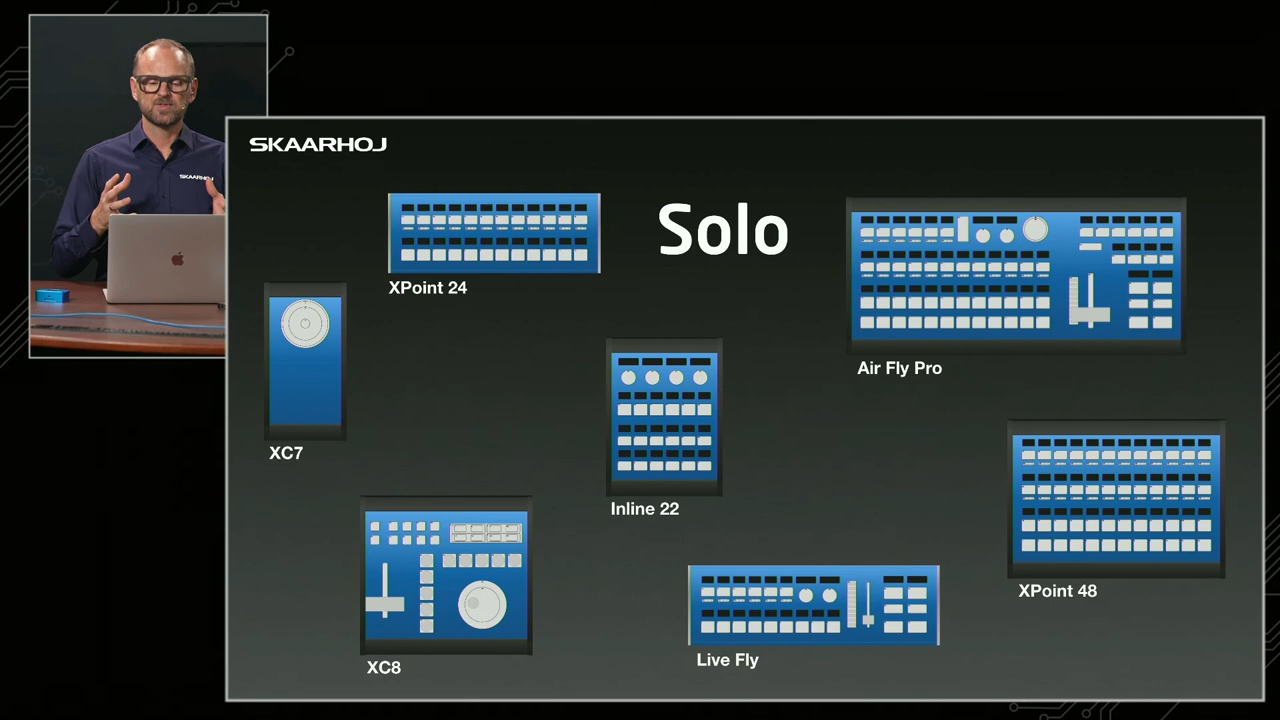 SKAARHOJ
SKAARHOJ
Solo
XPoint 24
Air Fly Pro
XC7
Inline 22
XPoint 48
XC8
Live Fly